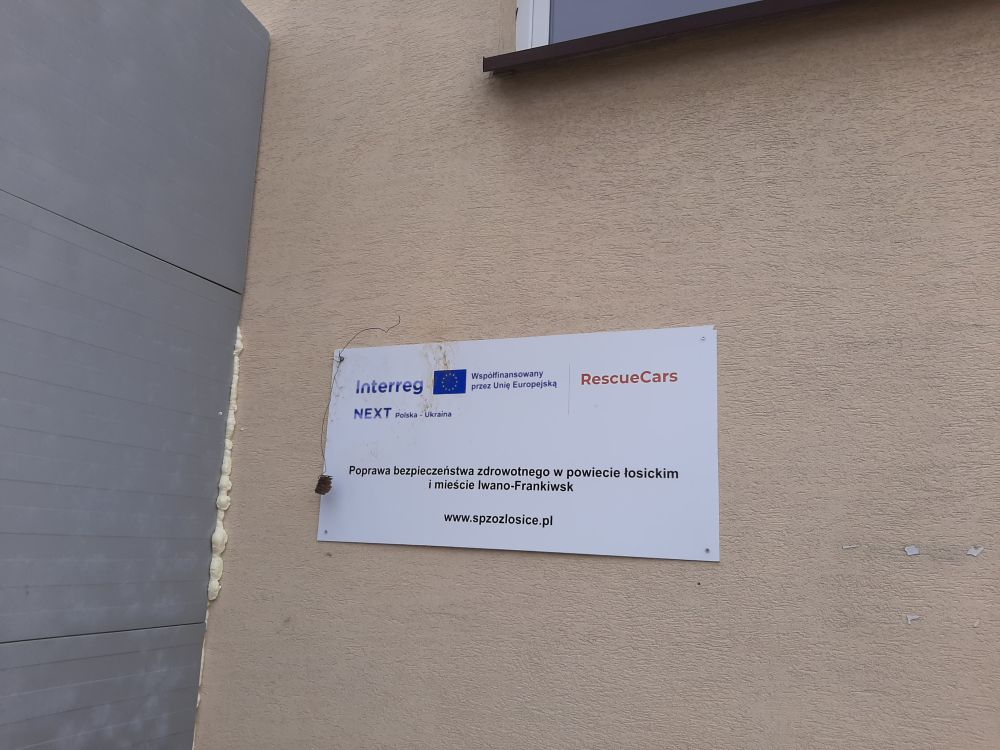 Interreg
Współfinansowany
przez Unię Europejską
RescueCars
NEXT Polska - Ukraina
Poprawa bezpieczeństwa zdrowotnego w powiecie łosickim
i mieście Iwano-Frankiwsk
www.spzozlosice.pl